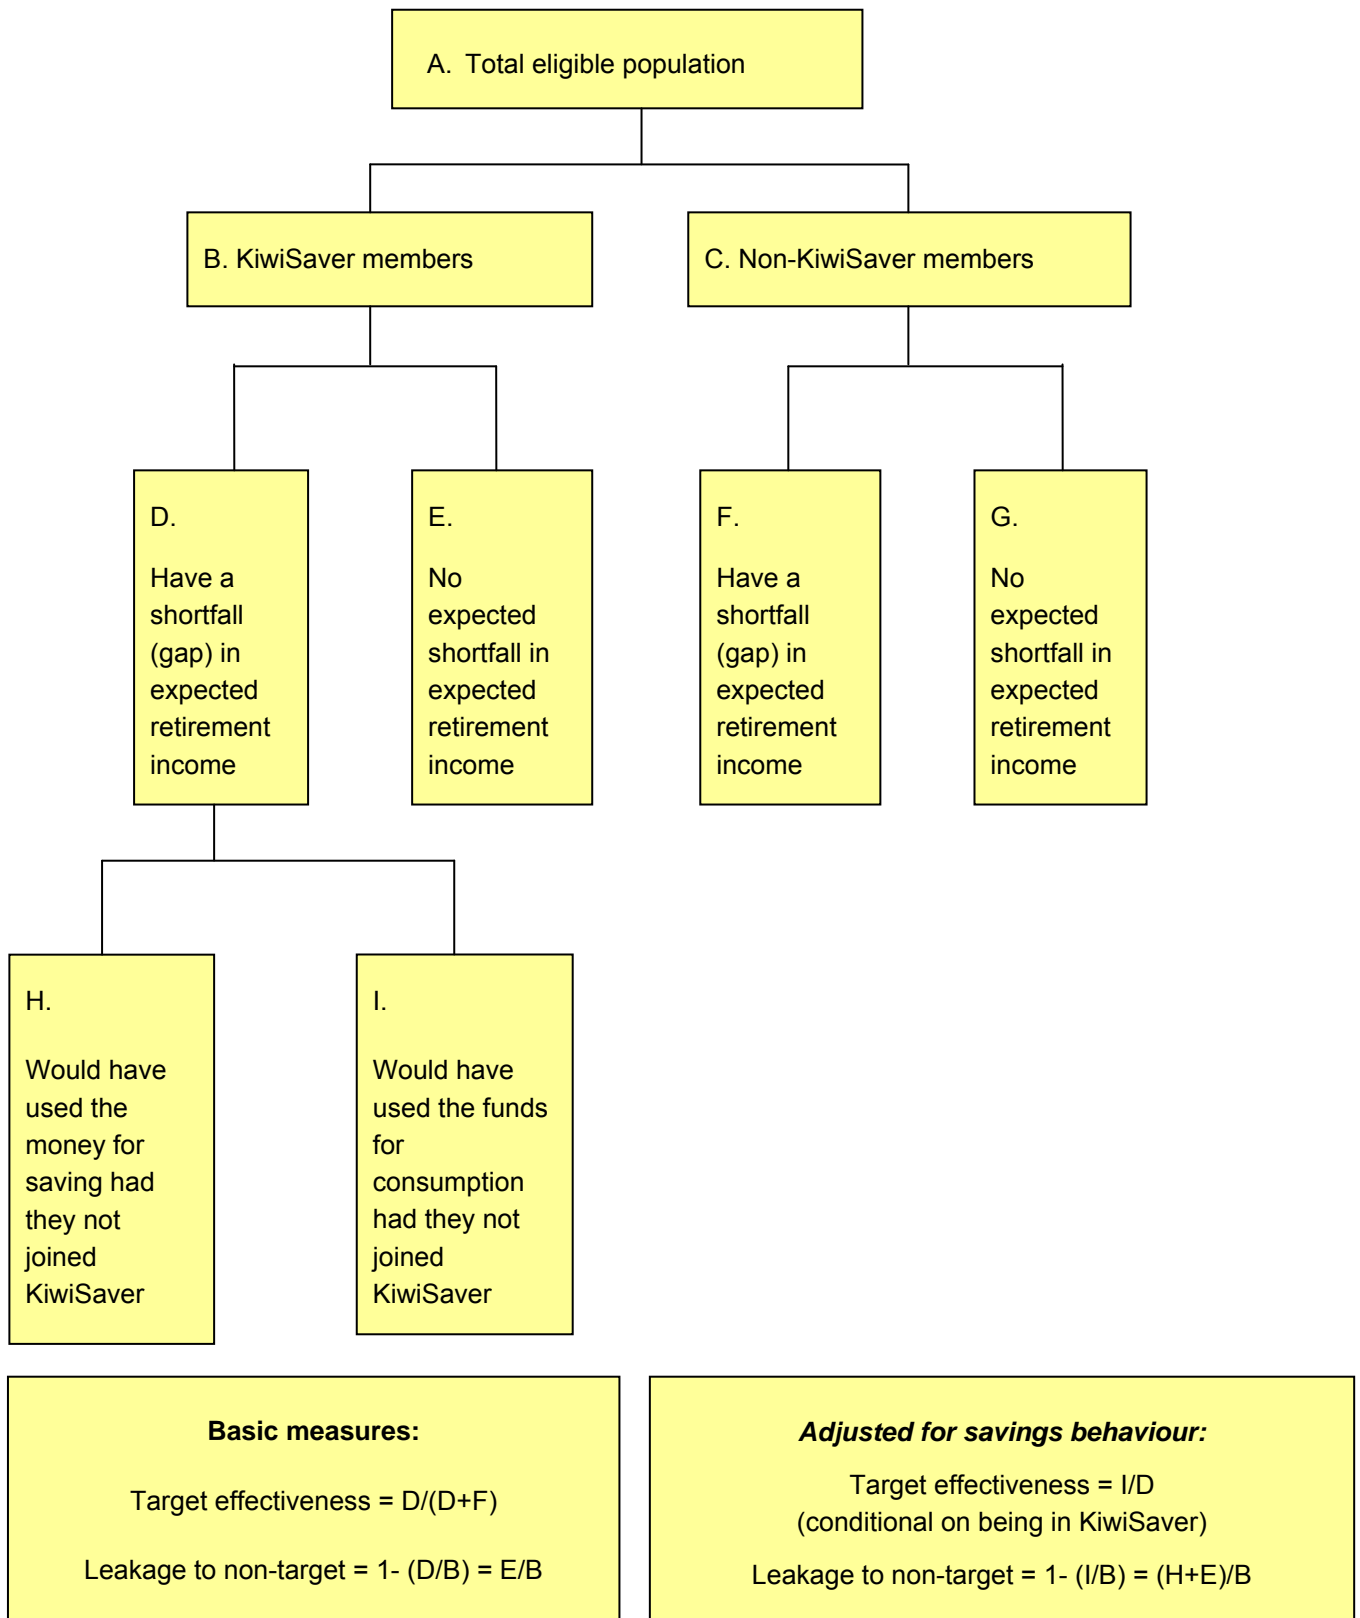 A. Total eligible population
B. KiwiSaver members
C. Non-KiwiSaver members
D.
Have a
shortfall
(gap) in
expected
retirement
income
E.
No
expected
shortfall in
expected
retirement
income
F.
Have a
shortfall
(gap) in
expected
retirement
income
G.
No
expected
shortfall in
expected
retirement
income
H.
Would have
used the
money for
saving had
they not
joined
KiwiSaver
I.
Would have
used the funds
for
consumption
had they not
joined
KiwiSaver
Basic measures:
Target effectiveness = D/(D+F)
Leakage to non-target = 1- (D/B) = E/B
Adjusted for savings behaviour:
Target effectiveness = I/D
(conditional on being in KiwiSaver)
Leakage to non-target = 1- (I/B) = (H+E)/B